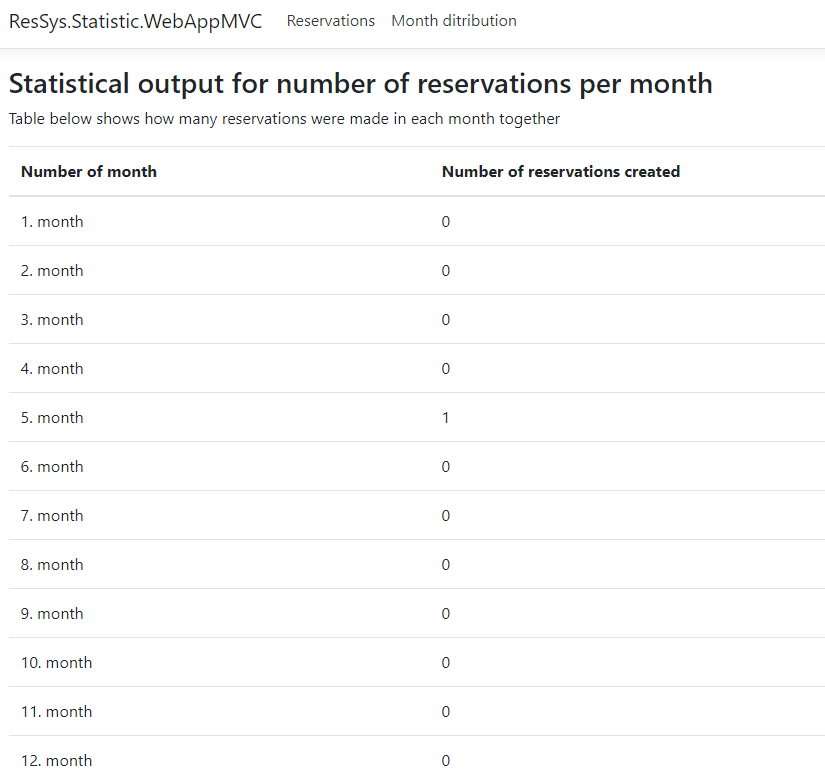 ResSys.Statistic.WebAppMVC Reservations Month ditribution
Statistical output for number of reservations per month
Table below shows how many reservations were made in each month together
Number of month Number of reservations created
1. month 0
2. month 0
3. month 0
4. month 0
5. month 1
6. month 0
7. month 0
8. month 0
9. month 0
10. month 0
11. month 0
12. month 0